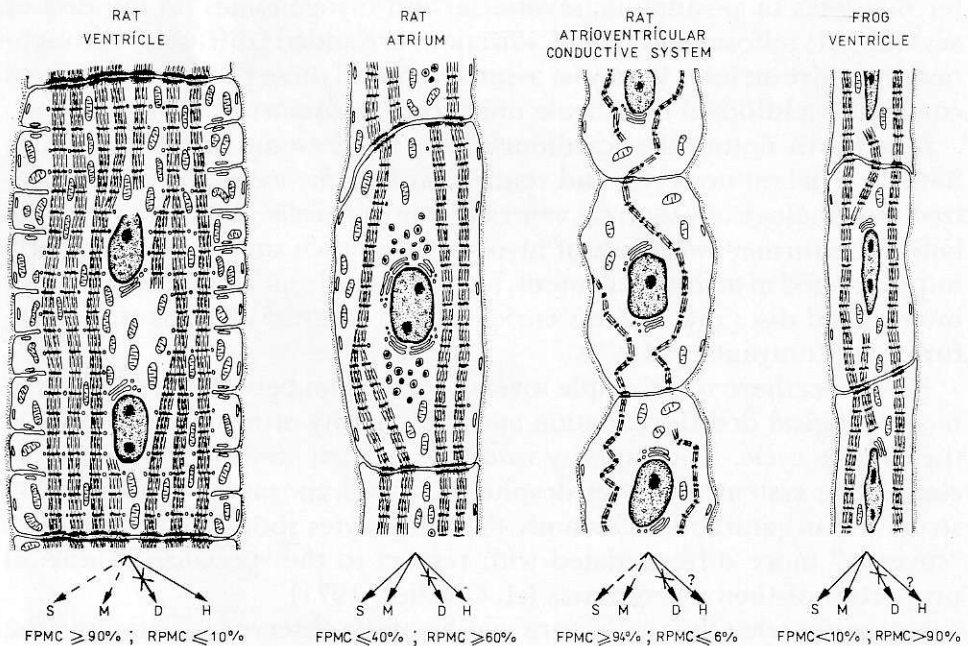 RAT
VENTRICLE
RAT
ATRIUM
RAT
ATRIOVENTRICULAR
CONDUCTIVE SYSTEM
FROG
VENTRICLE
S M D H
FPMC ⩾90% ; RPMC ⩽10%
S M D H
FPMC⩽40% ; RPMC⩾60%
?
S M D H
FPMC>94% ; RPMC⩽6%
?
S M D H
FPMC<10% ; RPMC>90%